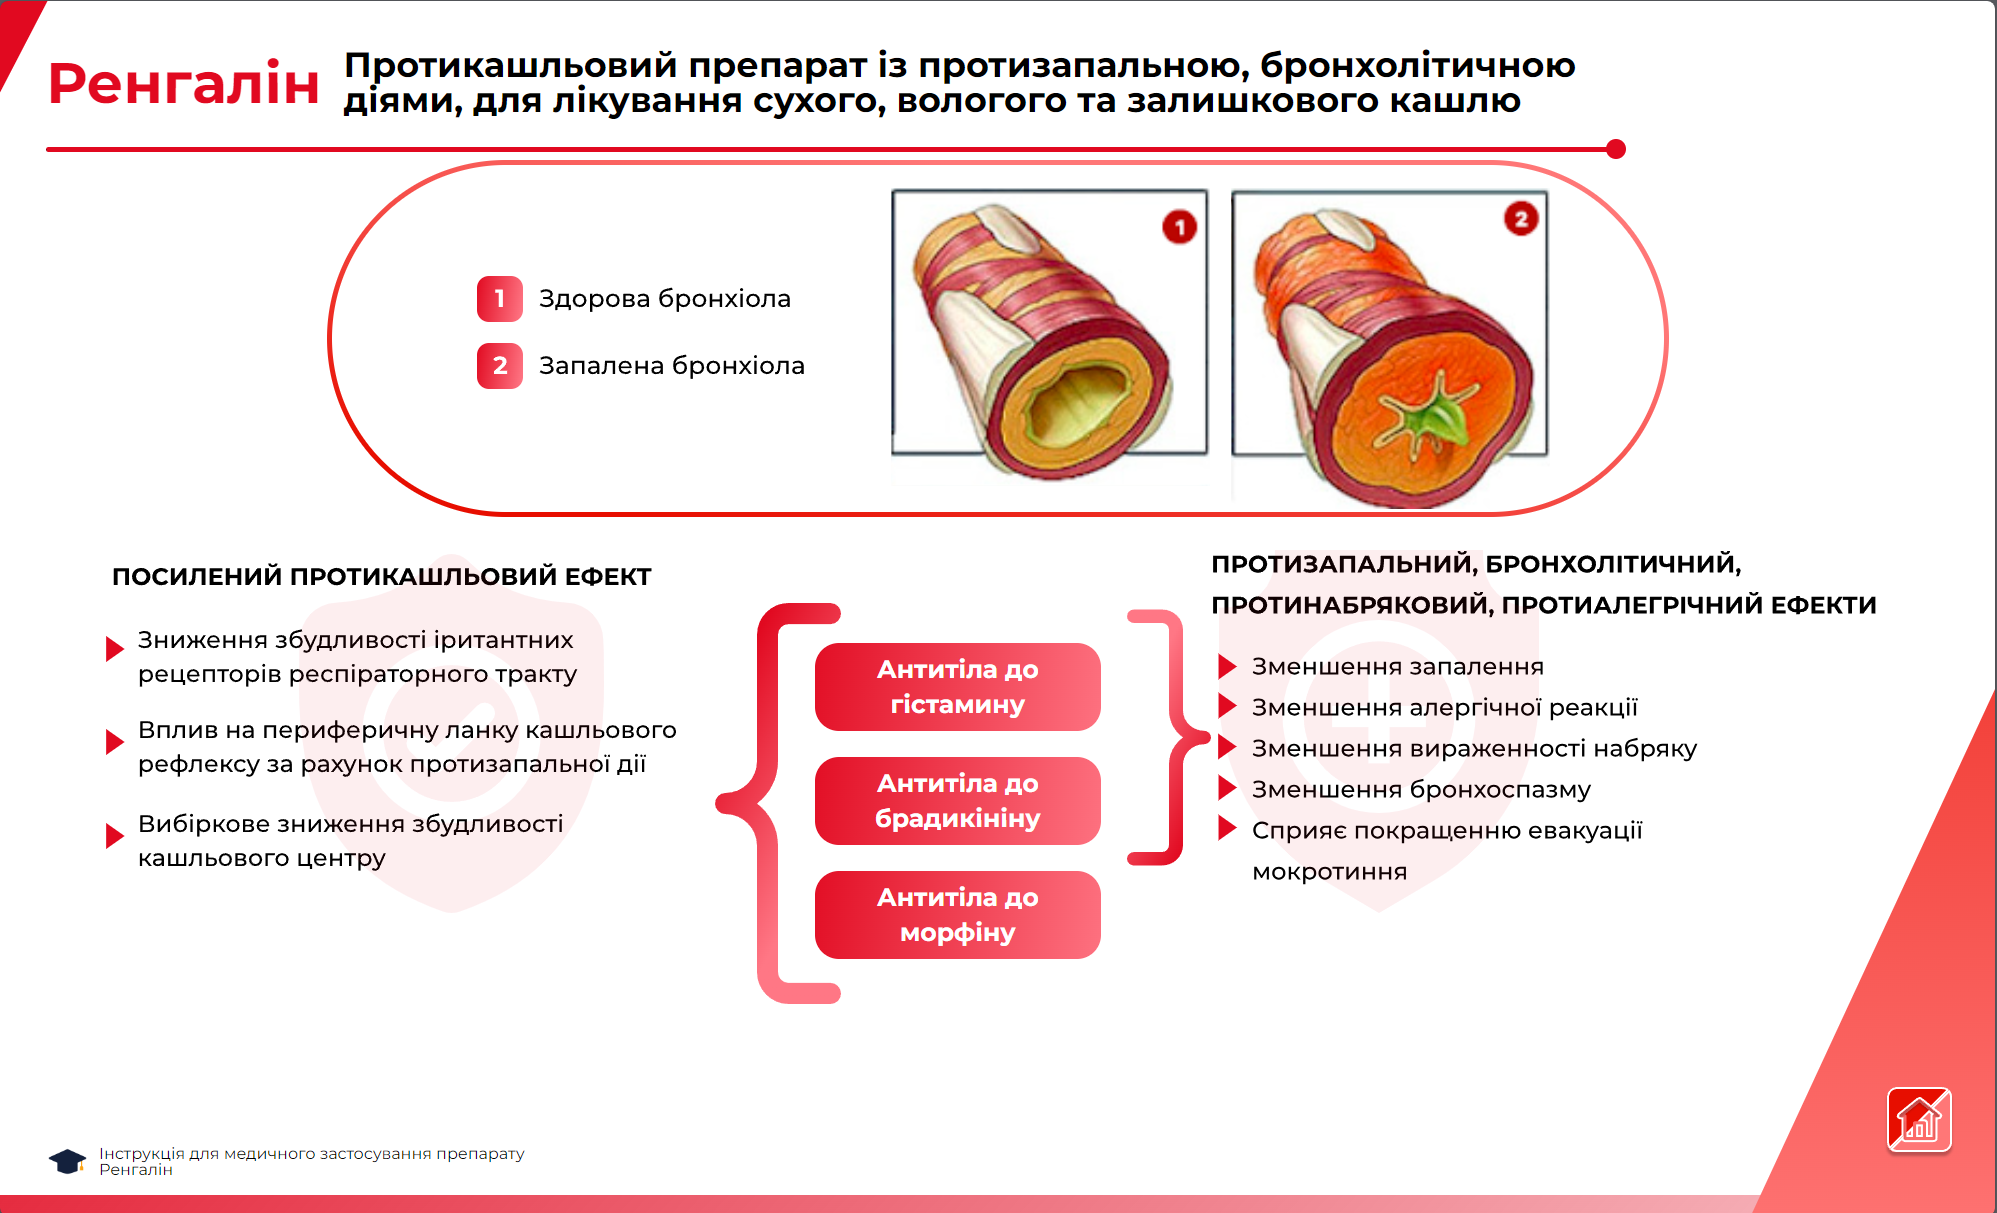 Ренгалін
Протикашльовий препарат із протизапальною, бронхолітичною
діями, для лікування сухого, вологого та залишкового кашлю
1 Здорова бронхіола
2 Запалена бронхіола
1
2
ПОСИЛЕНИЙ ПРОТИКАШЛЬОВИЙ ЕФЕКТ
Зниження збудливості іритантних
рецепторів респіраторного тракту
Вплив на периферичну ланку кашльового
рефлексу за рахунок протизапальної дії
Вибіркове зниження збудливості
кашльового центру
Антитіла до
гістамину
Антитіла до
брадикініну
Антитіла до
морфіну
ПРОТИЗАПАЛЬНИЙ, БРОНХОЛІТИЧНИЙ,
ПРОТИНАБРЯКОВИЙ, ПРОТИАЛЕГРІЧНИЙ ЕФЕКТИ
Зменшення запалення
Зменшення алергічної реакції
Зменшення вираженності набряку
Зменшення бронхоспазму
Сприяє покращенню евакуації
мокротиння
Інструкція для медичного застосування препарату
Ренгалін